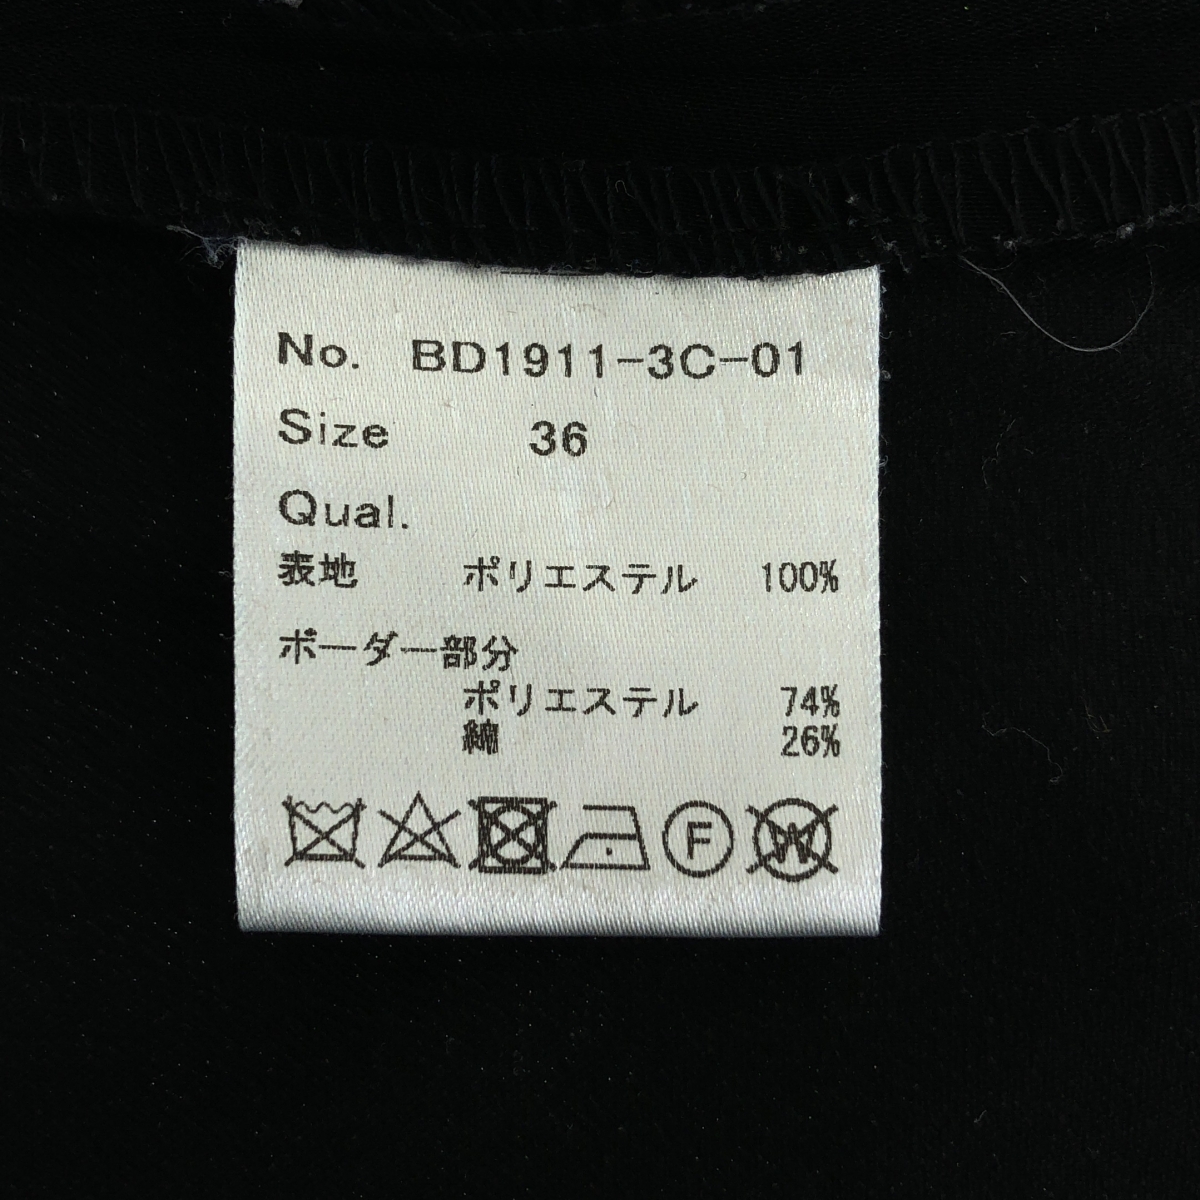 No. BD1911-3C-01
Size 36
Qual.
表地 ポリエステル 100%
ボーダー部分
ポリエステル 74%
綿 26%
F W